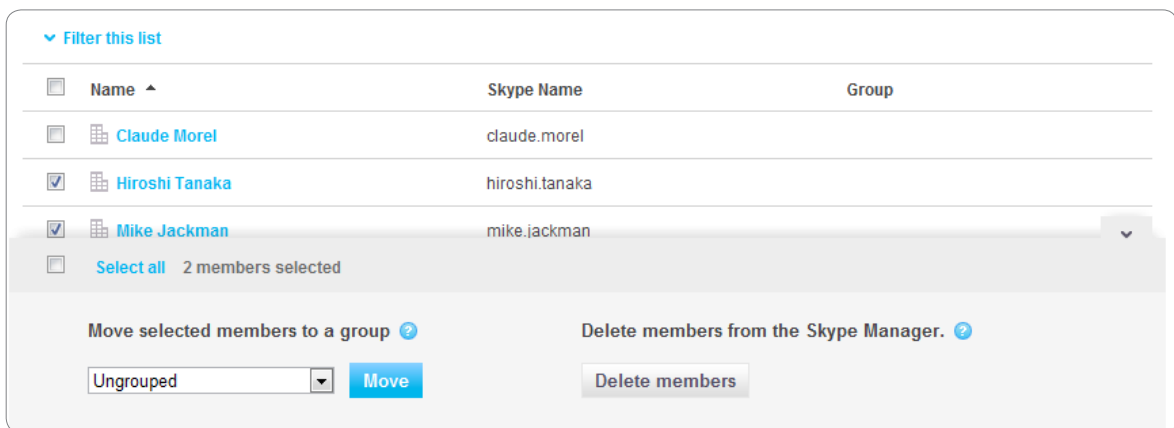 Filter this list
Name Skype Name Group
Claude Morel claude.morel
Hiroshi Tanaka hiroshi.tanaka
Mike Jackman mike.jackman
Select all 2 members selected
Move selected members to a group ? Delete members from the Skype Manager. ?
Ungrouped Move Delete members